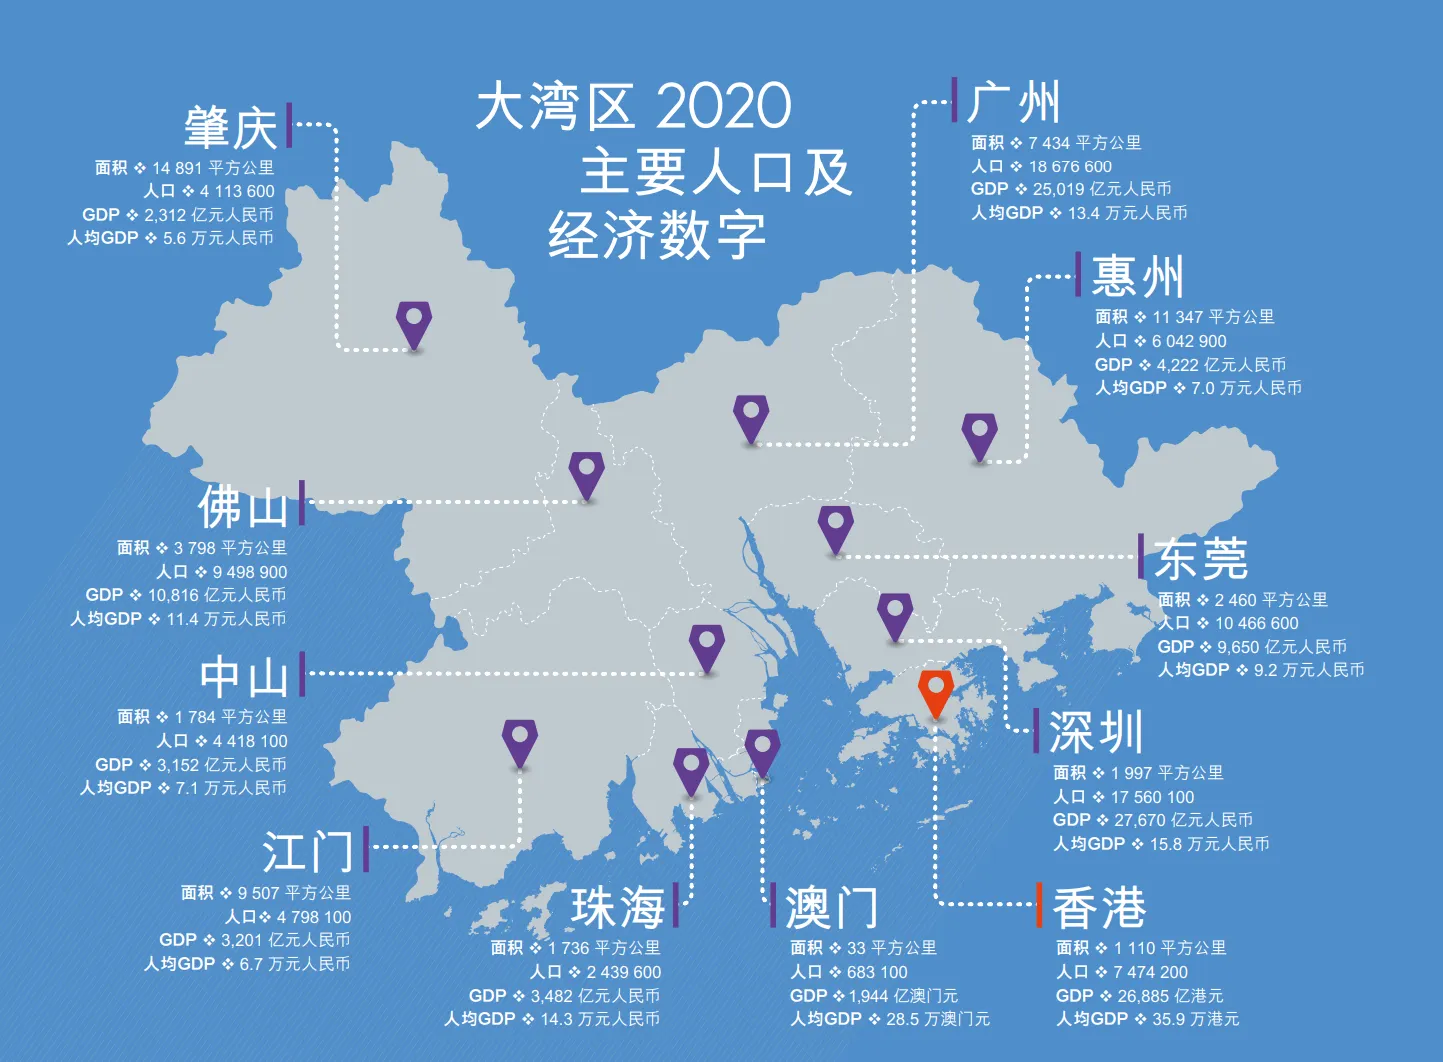 大湾区 2020
主要人口及
经济数字
肇庆
面积 ❖ 14 891 平方公里
人口 ❖ 4 113 600
GDP ❖ 2,312 亿元人民币
人均GDP ❖ 5.6 万元人民币
广州
面积 ❖ 7 434 平方公里
人口 ❖ 18 676 600
GDP ❖ 25,019 亿元人民币
人均GDP ❖ 13.4 万元人民币
惠州
面积 ❖ 11 347 平方公里
人口 ❖ 6 042 900
GDP ❖ 4,222 亿元人民币
人均GDP ❖ 7.0 万元人民币
佛山
面积 ❖ 3 798 平方公里
人口 ❖ 9 498 900
GDP ❖ 10,816 亿元人民币
人均GDP ❖ 11.4 万元人民币
东莞
面积 ❖ 2 460 平方公里
人口 ❖ 10 466 600
GDP ❖ 9,650 亿元人民币
人均GDP ❖ 9.2 万元人民币
中山
面积 ❖ 1 784 平方公里
人口 ❖ 4 418 100
GDP ❖ 3,152 亿元人民币
人均GDP ❖ 7.1 万元人民币
深圳
面积 ❖ 1 997 平方公里
人口 ❖ 17 560 100
GDP ❖ 27,670 亿元人民币
人均GDP ❖ 15.8 万元人民币
江门
面积 ❖ 9 507 平方公里
人口❖ 4 798 100
GDP ❖ 3,201 亿元人民币
人均GDP ❖ 6.7 万元人民币
珠海
面积 ❖ 1 736 平方公里
人口 ❖ 2 439 600
GDP ❖ 3,482 亿元人民币
人均GDP ❖ 14.3 万元人民币
澳门
面积 ❖ 33 平方公里
人口 ❖ 683 100
GDP ❖1,944 亿澳门元
人均GDP ❖ 28.5 万澳门元
香港
面积 ❖ 1 110 平方公里
人口 ❖ 7 474 200
GDP ❖ 26,885 亿港元
人均GDP ❖ 35.9 万港元